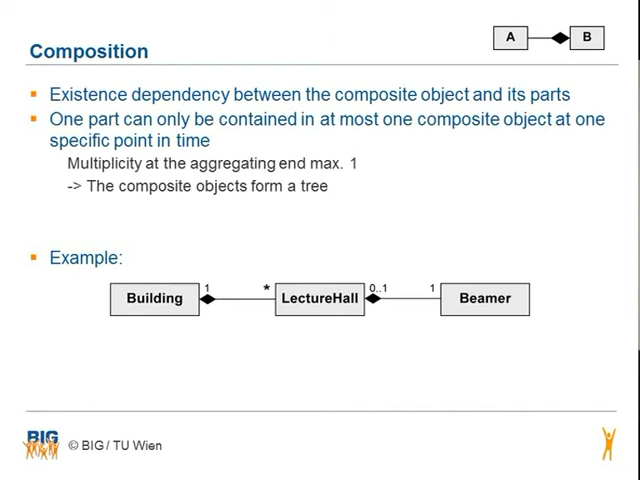 A B
Composition
Existence dependency between the composite object and its parts
One part can only be contained in at most one composite object at one
specific point in time
Multiplicity at the aggregating end max. 1
-> The composite objects form a tree
Example:
1 * 0..1 1
Building LectureHall Beamer
BIG
© BIG / TU Wien